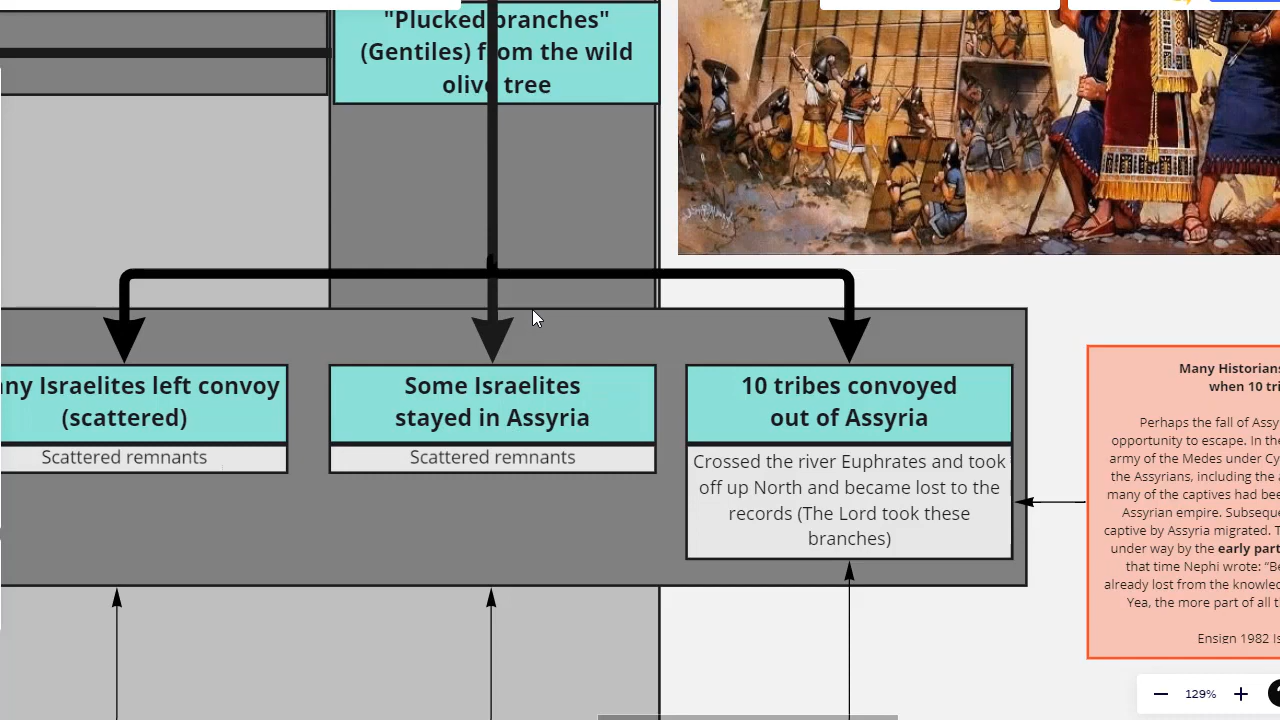 "Plucked branches"
(Gentiles) from the wild
olive tree
ny Israelites left convoy
(scattered)
Scattered remnants
Some Israelites
stayed in Assyria
Scattered remnants
10 tribes convoyed
out of Assyria
Crossed the river Euphrates and took
off up North and became lost to the
records (The Lord took these
branches)
Many Historians
when 10 tri
Perhaps the fall of Assy
opportunity to escape. In the
army of the Medes under Cy
the Assyrians, including the a
many of the captives had bee
Assyrian empire. Subseque
captive by Assyria migrated. T
under way by the early part
that time Nephi wrote: "Be
already lost from the knowled
Yea, the more part of all t
Ensign 1982 Is
129%